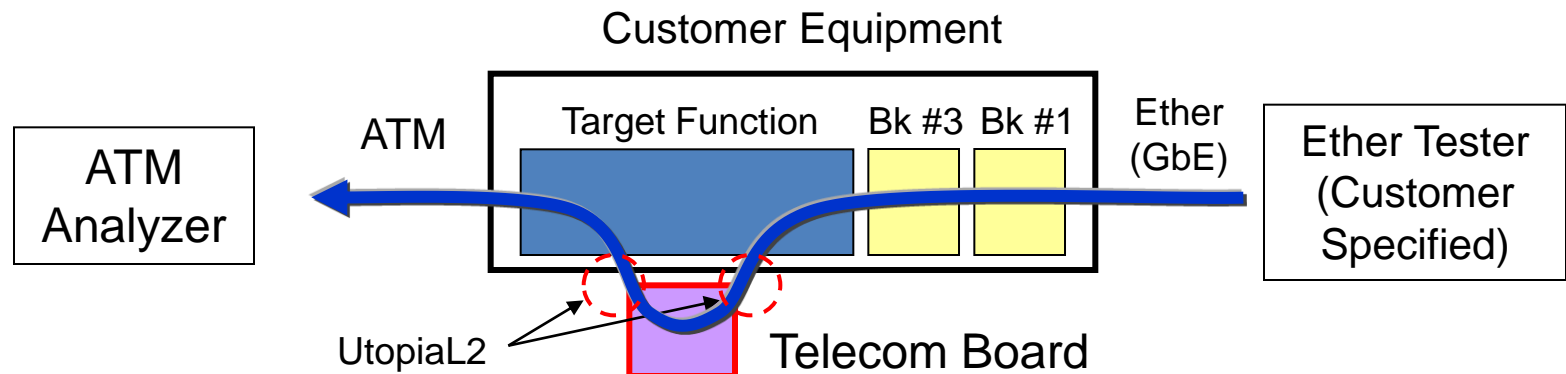 Customer Equipment
ATM
Analyzer
ATM
Target Function
Bk #3
Bk #1
Ether
(GbE)
Ether Tester
(Customer
Specified)
UtopiaL2
Telecom Board